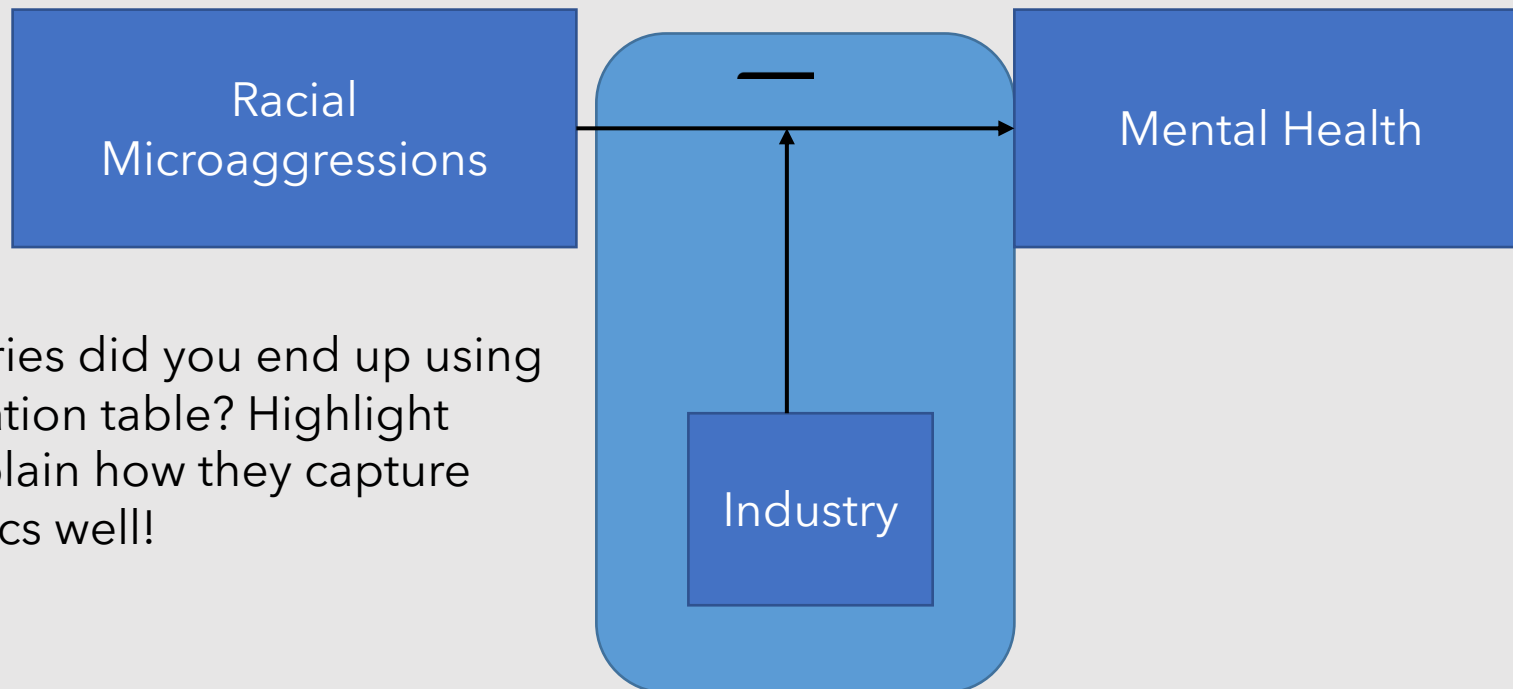 Racial
Microaggressions
Mental Health
ries did you end up using
ation table? Highlight
plain how they capture
cs well!
Industry